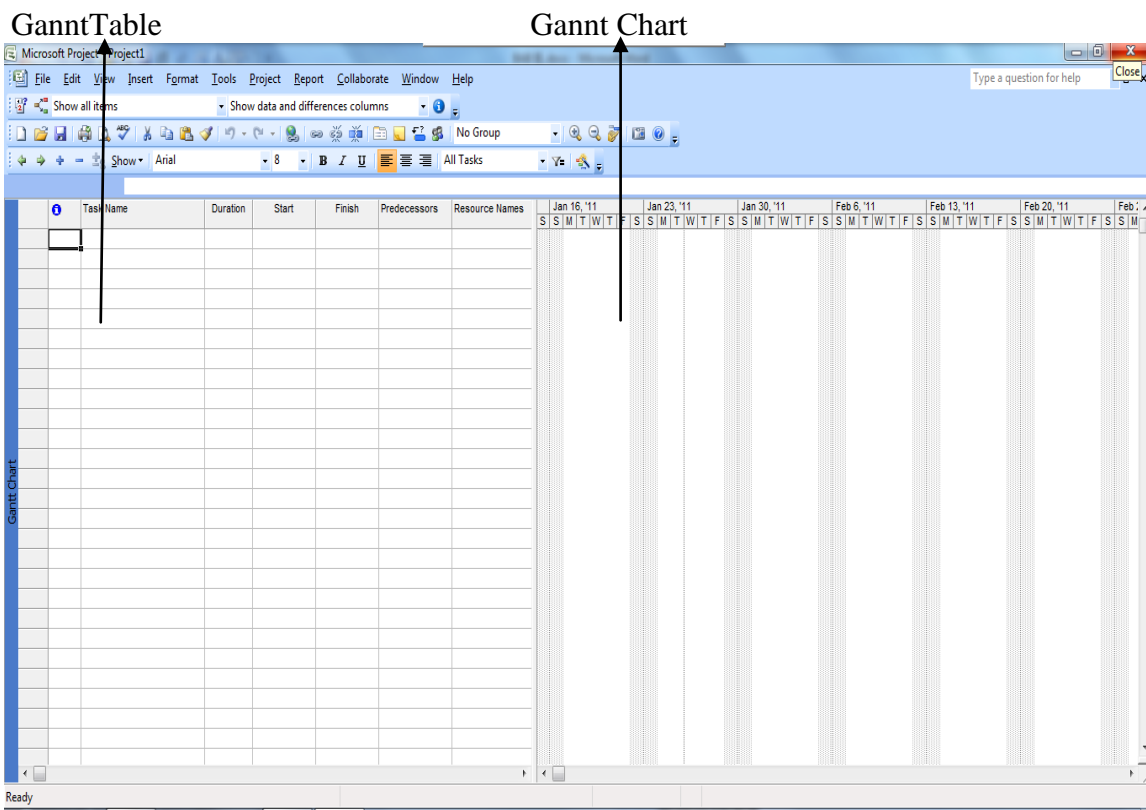 GanntTable Gannt Chart
Microsoft Project - Project1
File Edit View Insert Format Tools Project Report Collaborate Window Help Type a question for help Close
Show all items Show data and differences columns
No Group
Show Arial 8 B I U All Tasks
Task Name Duration Start Finish Predecessors Resource Names Jan 16, '11 Jan 23, '11 Jan 30, '11 Feb 6, '11 Feb 13, '11 Feb 20, '11 Feb
S S M T W T F S S M T W T F S S M T W T F S S M T W T F S S M T W T F S S M T W T F S S M
Gantt Chart
Ready